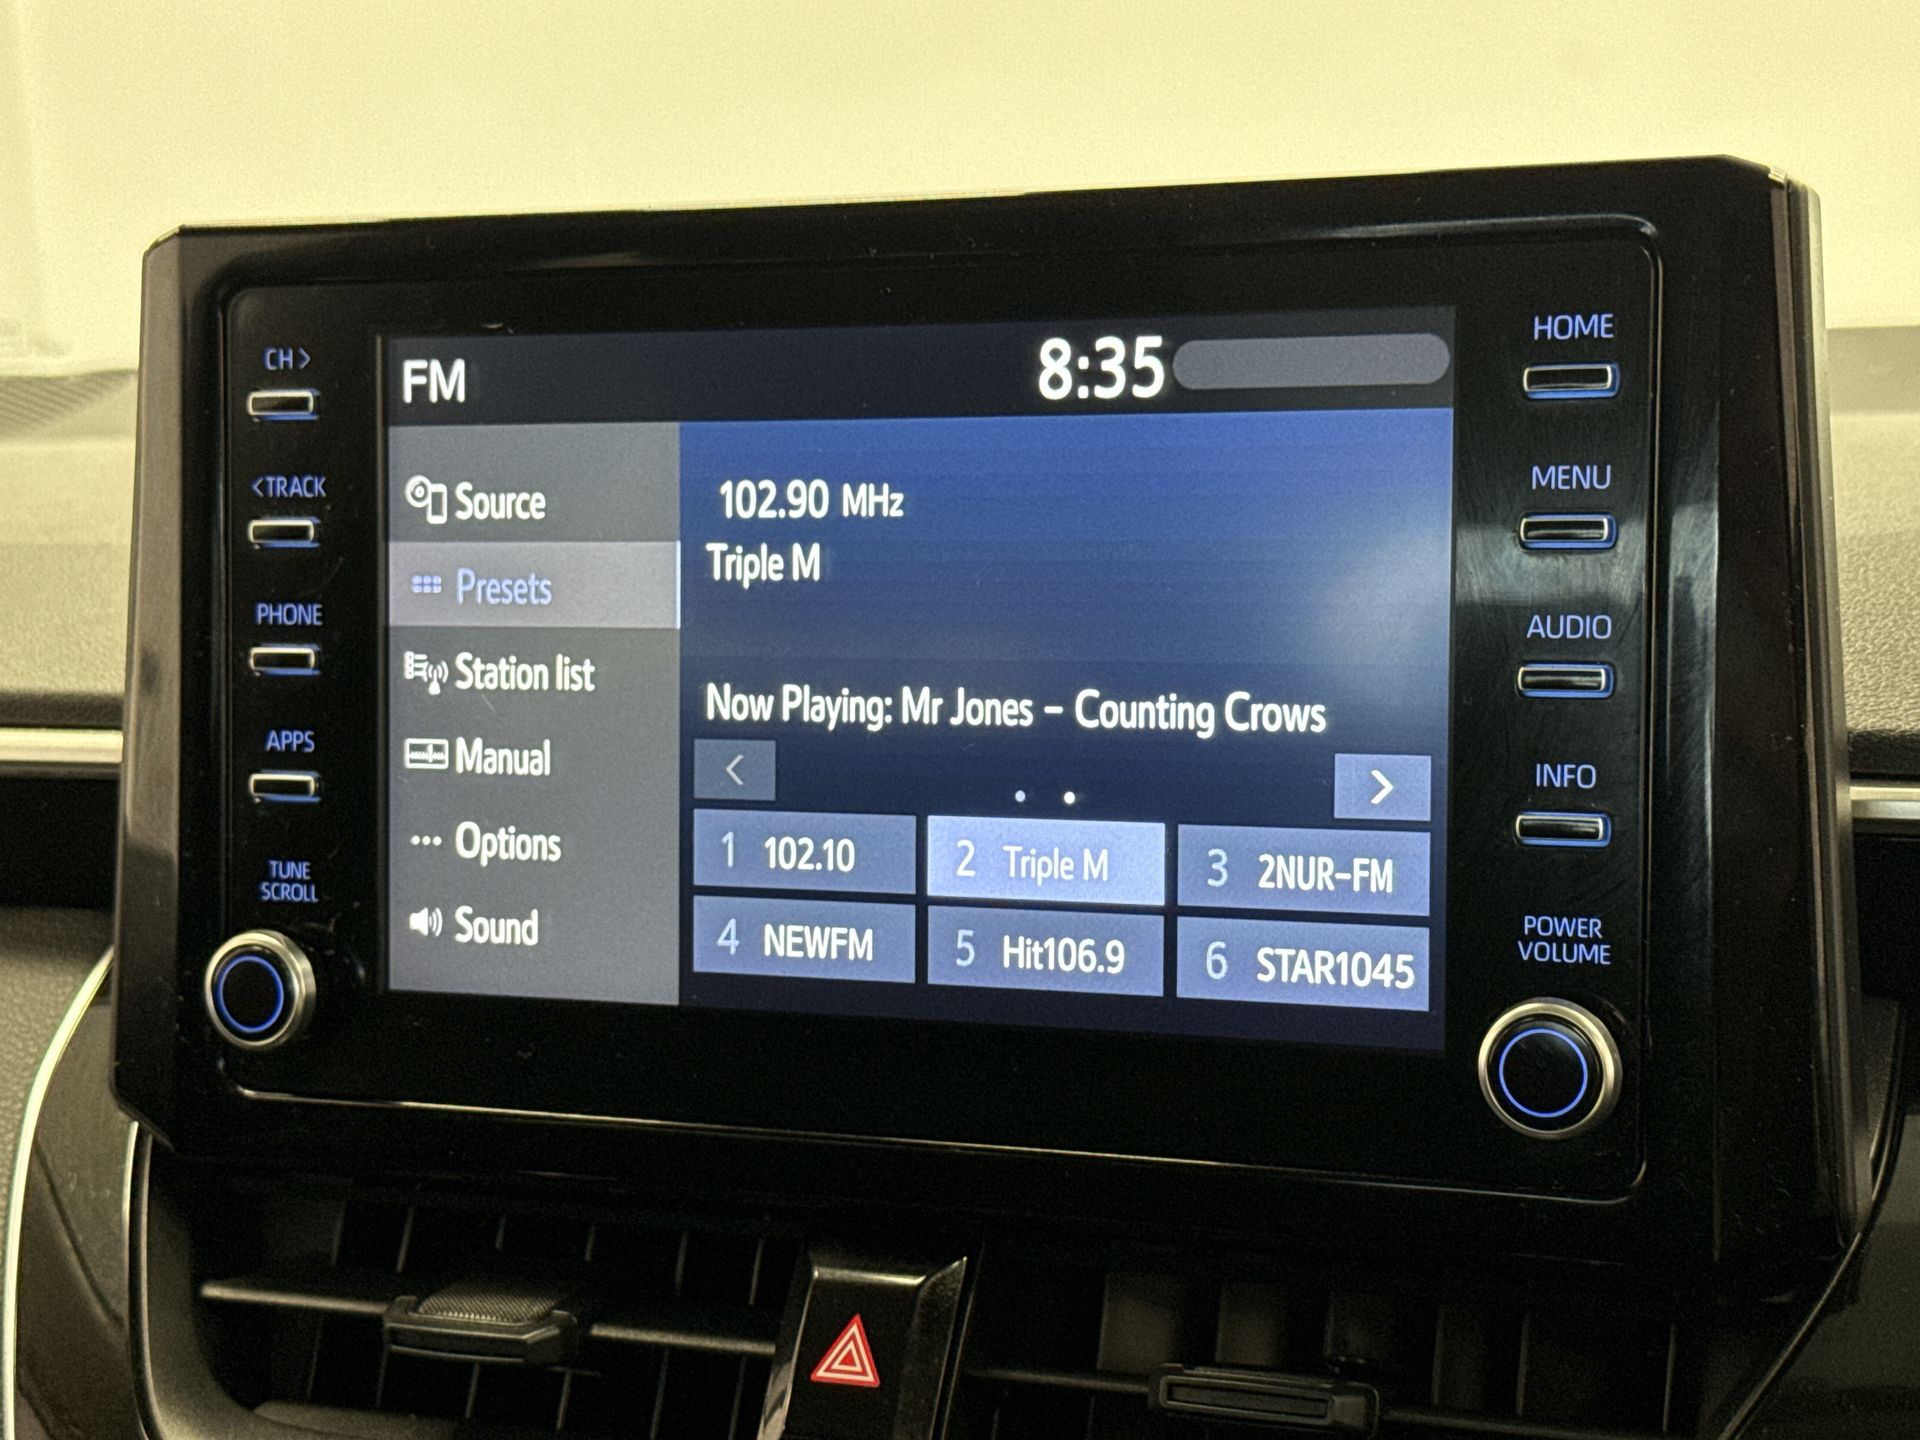 CH>
<TRACK
PHONE
APPS
TUNE
SCROLL
FM
8:35
Source
Presets
Station list
Manual
Options
Sound
102.90 MHz
Triple M
Now Playing: Mr Jones – Counting Crows
<
>
1 102.10
2 Triple M
3 2NUR-FM
4 NEWFM
5 Hit106.9
6 STAR1045
HOME
MENU
AUDIO
INFO
POWER
VOLUME